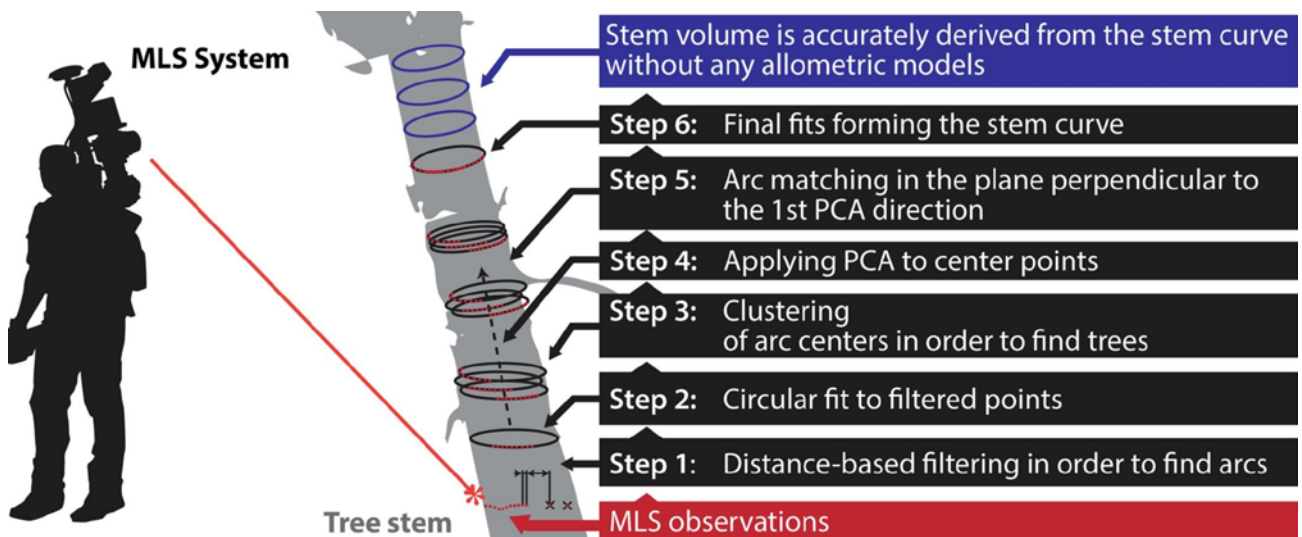 MLS System
Stem volume is accurately derived from the stem curve
without any allometric models
Step 6: Final fits forming the stem curve
Step 5: Arc matching in the plane perpendicular to
the 1st PCA direction
Step 4: Applying PCA to center points
Step 3: Clustering
of arc centers in order to find trees
Step 2: Circular fit to filtered points
Step 1: Distance-based filtering in order to find arcs
MLS observations
Tree stem